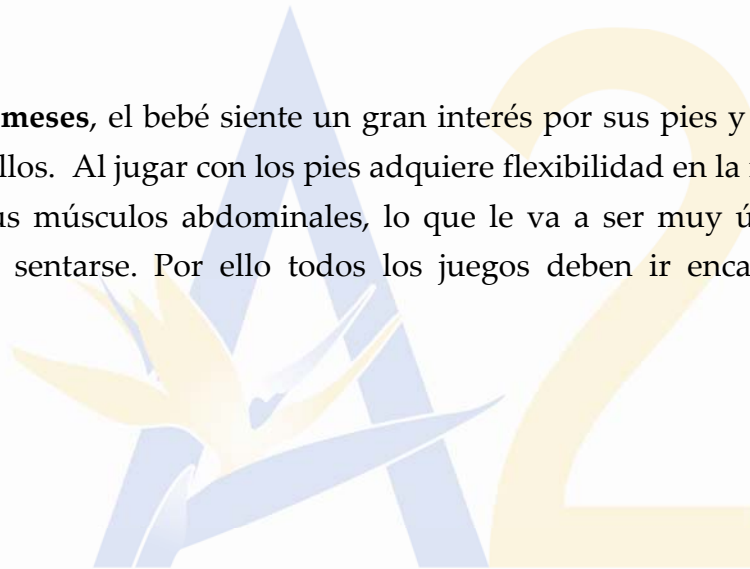 meses, el bebé siente un gran interés por sus pies y
llos. Al jugar con los pies adquiere flexibilidad en la
us músculos abdominales, lo que le va a ser muy ú
sentarse. Por ello todos los juegos deben ir enca
A2